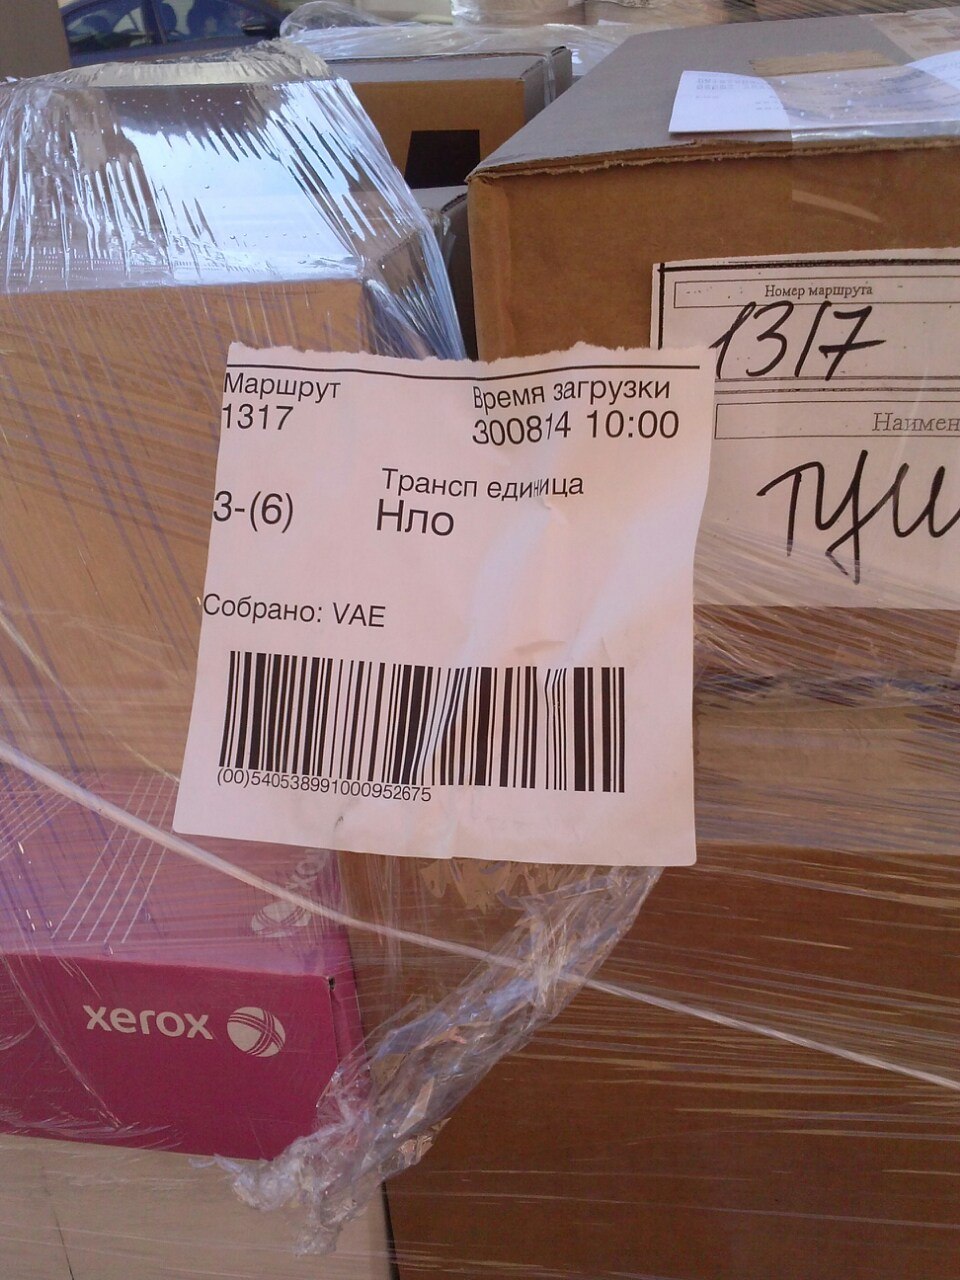 Номер маршрута
1317
Маршрут
1317
Время загрузки
300814 10:00
Наимен
туш
Трансп единица
3-(6)
Нло
Собрано: VAE
(00)540538991000952675
xerox